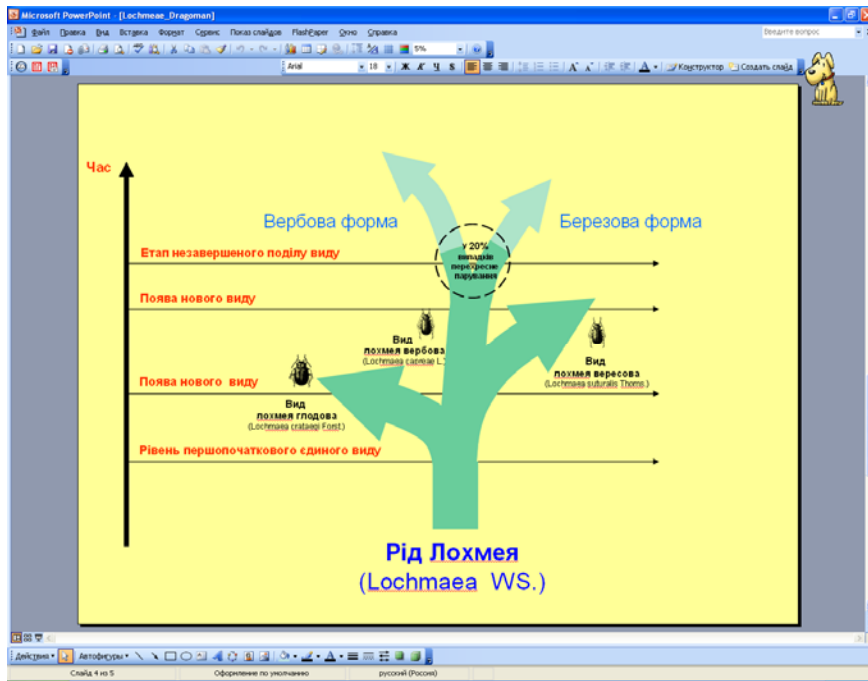 Microsoft PowerPoint - [Lochmeae_Dragoman]
Файл Правка Вид Вставка Формат Сервис Показ слайдов FlashPaper Окно Справка
Введите вопрос
5%
Arial 18 Ж К Ч S Конструктор Создать слайд
Час
Вербова форма
Березова форма
у 20%
випадків
перехресне
парування
Етап незавершеного поділу виду
Поява нового виду
Вид
лохмея вербова
(Lochmaea capreae L.)
Вид
лохмея вересова
(Lochmaea suturalis Thoms.)
Поява нового виду
Вид
лохмея глодова
(Lochmaea crataegi Forst.)
Рівень першопочаткового єдиного виду
Рід Лохмея
(Lochmaea WS.)
Действия Автофигуры
Слайд 4 из 5 Оформление по умолчанию русский (Россия)